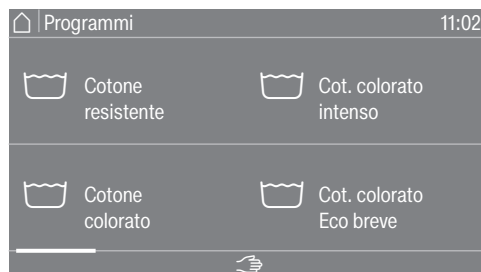 Programmi 11:02
Cotone
resistente
Cot. colorato
intenso
Cotone
colorato
Cot. colorato
Eco breve